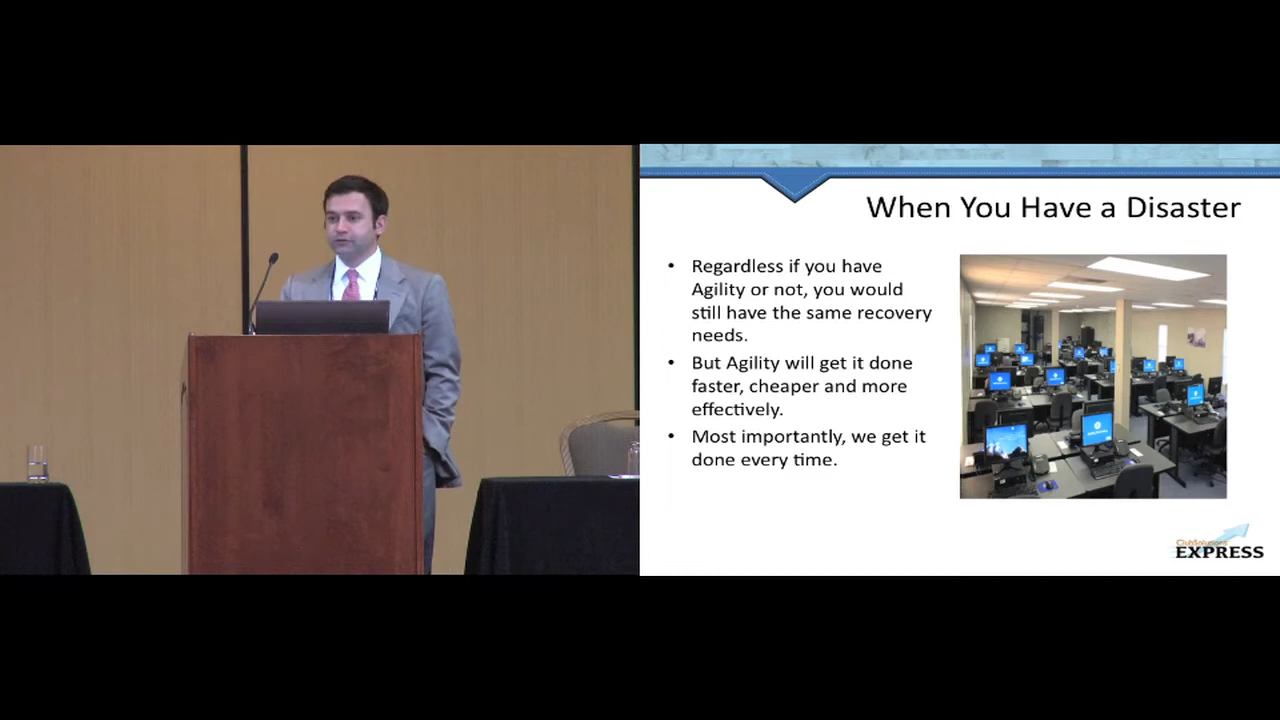 When You Have a Disaster
• Regardless if you have
Agility or not, you would
still have the same recovery
needs.
• But Agility will get it done
faster, cheaper and more
effectively.
• Most importantly, we get it
done every time.
ClubSolutions
EXPRESS